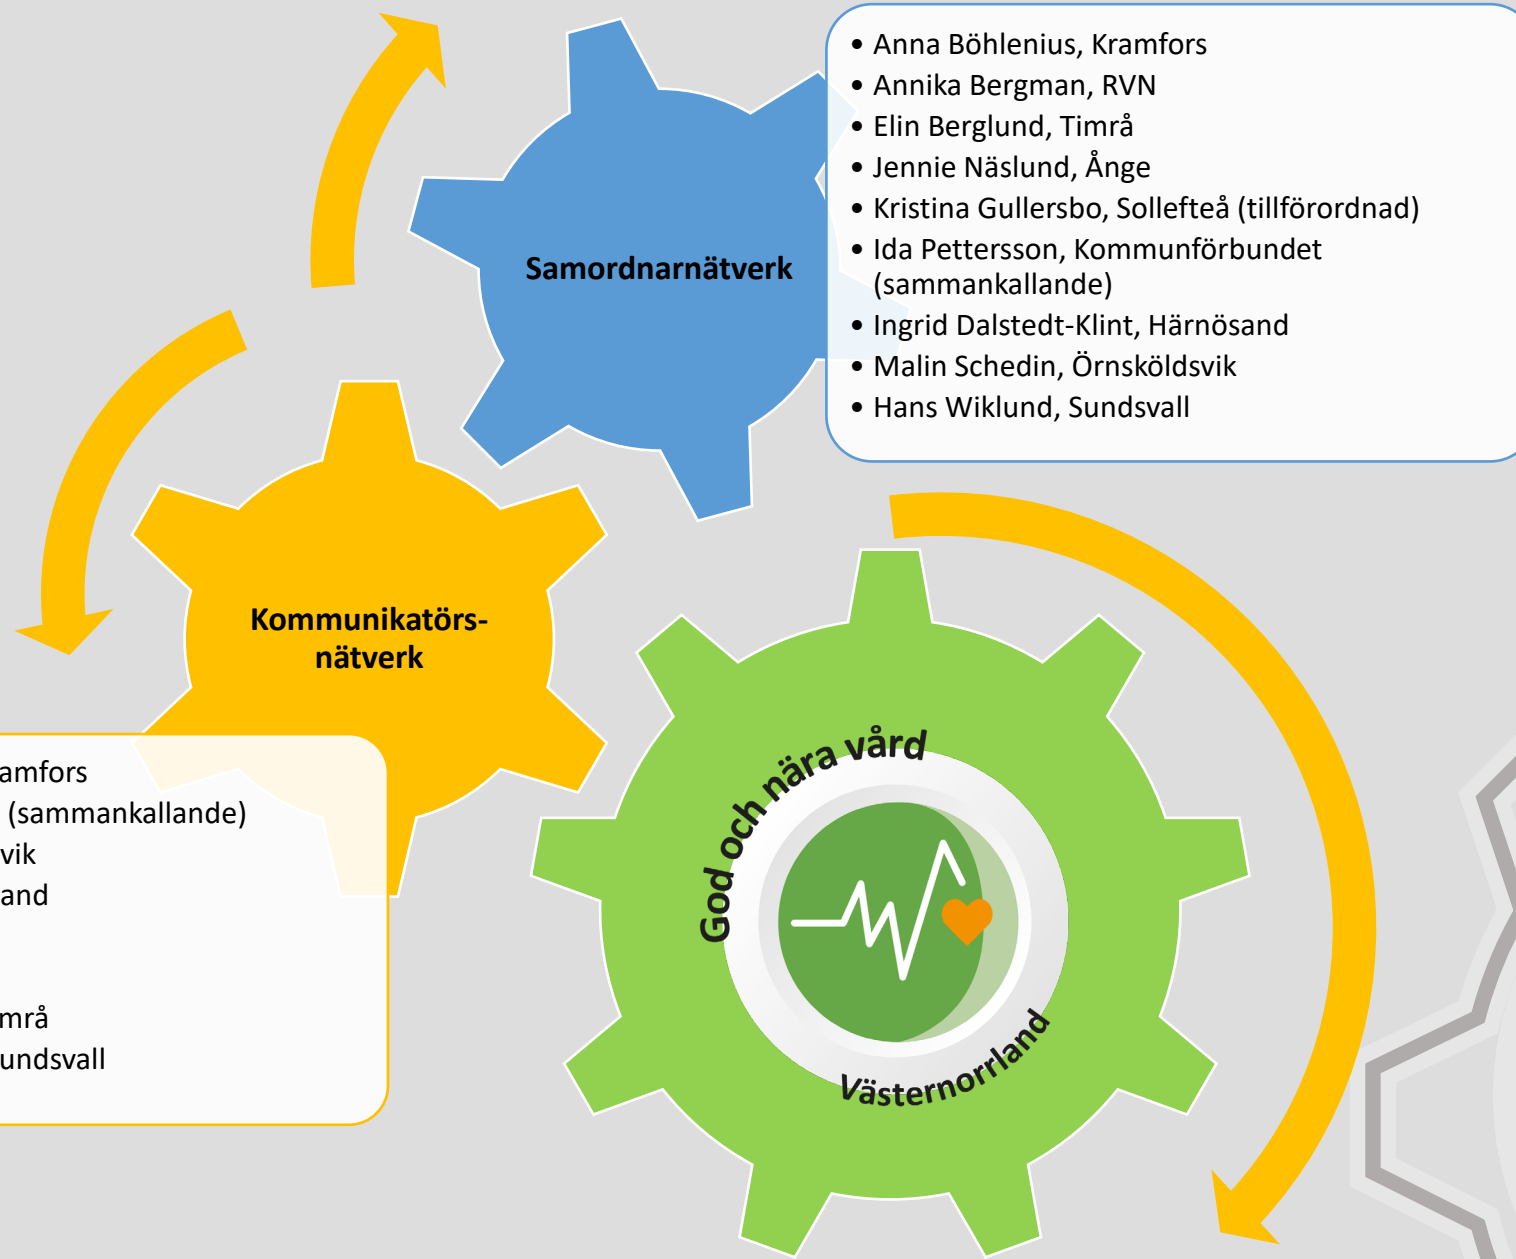 • Anna Böhlenius, Kramfors
• Annika Bergman, RVN
• Elin Berglund, Timrå
• Jennie Näslund, Ånge
• Kristina Gullersbo, Sollefteå (tillförordnad)
• Ida Pettersson, Kommunförbundet
(sammankallande)
• Ingrid Dalstedt-Klint, Härnösand
• Malin Schedin, Örnsköldsvik
• Hans Wiklund, Sundsvall
Samordnarnätverk
Kommunikatörs-
nätverk
amfors
(sammankallande)
vik
and
mrå
undsvall
God och nära vård
Västernorrland